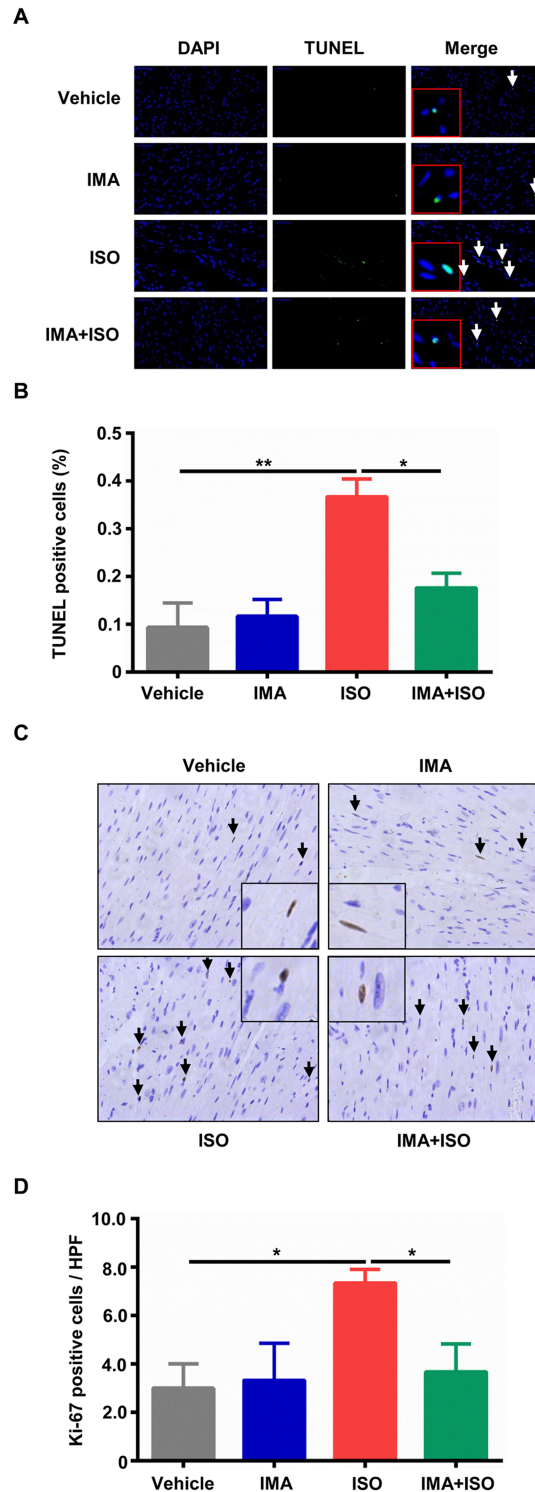 A
DAPI TUNEL Merge
Vehicle
IMA
ISO
IMA+ISO
B
TUNEL positive cells (%)
0.5
0.4
0.3
0.2
0.1
0
** *
Vehicle IMA ISO IMA+ISO
C
Vehicle IMA
ISO IMA+ISO
D
Ki-67 positive cells / HPF
10.0
8.0
6.0
4.0
2.0
0
* *
Vehicle IMA ISO IMA+ISO